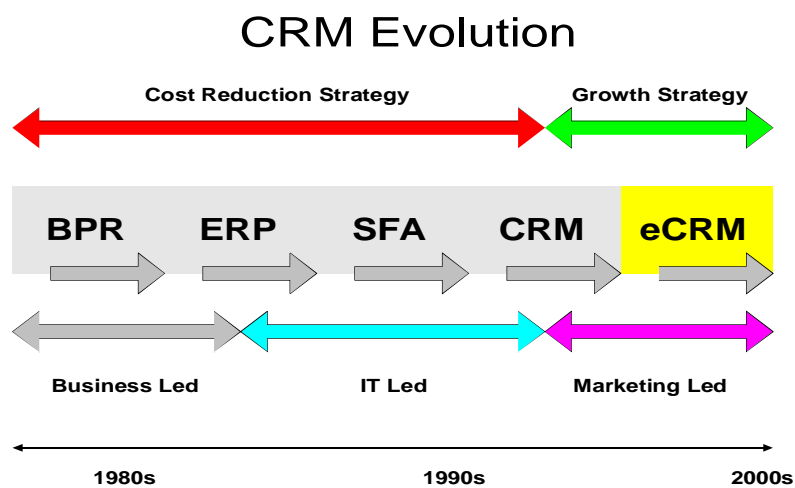 CRM Evolution
Cost Reduction Strategy Growth Strategy
BPR ERP SFA CRM eCRM
Business Led IT Led Marketing Led
1980s 1990s 2000s